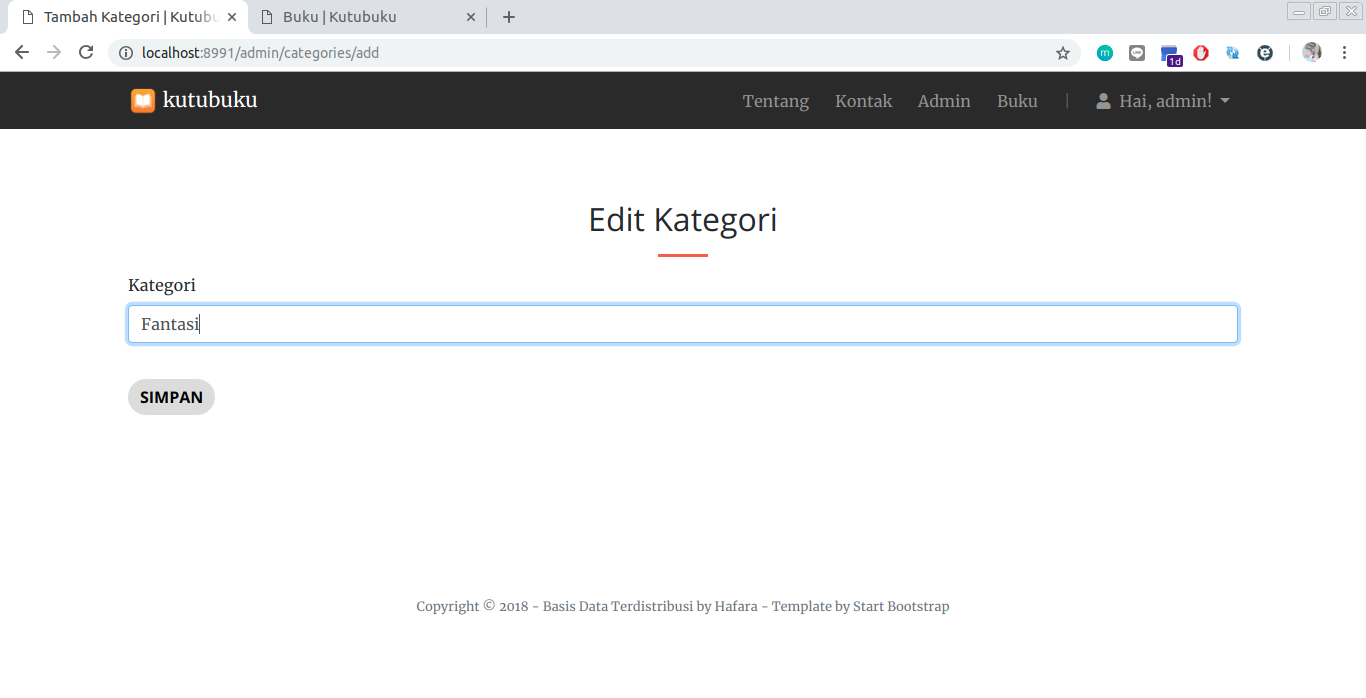 Tambah Kategori | Kutubu
Buku | Kutubuku
localhost:8991/admin/categories/add
m
LINE
1d
e
kutubuku
Tentang Kontak Admin Buku | Hai, admin!
Edit Kategori
Kategori
Fantasi
SIMPAN
Copyright © 2018 - Basis Data Terdistribusi by Hafara - Template by Start Bootstrap